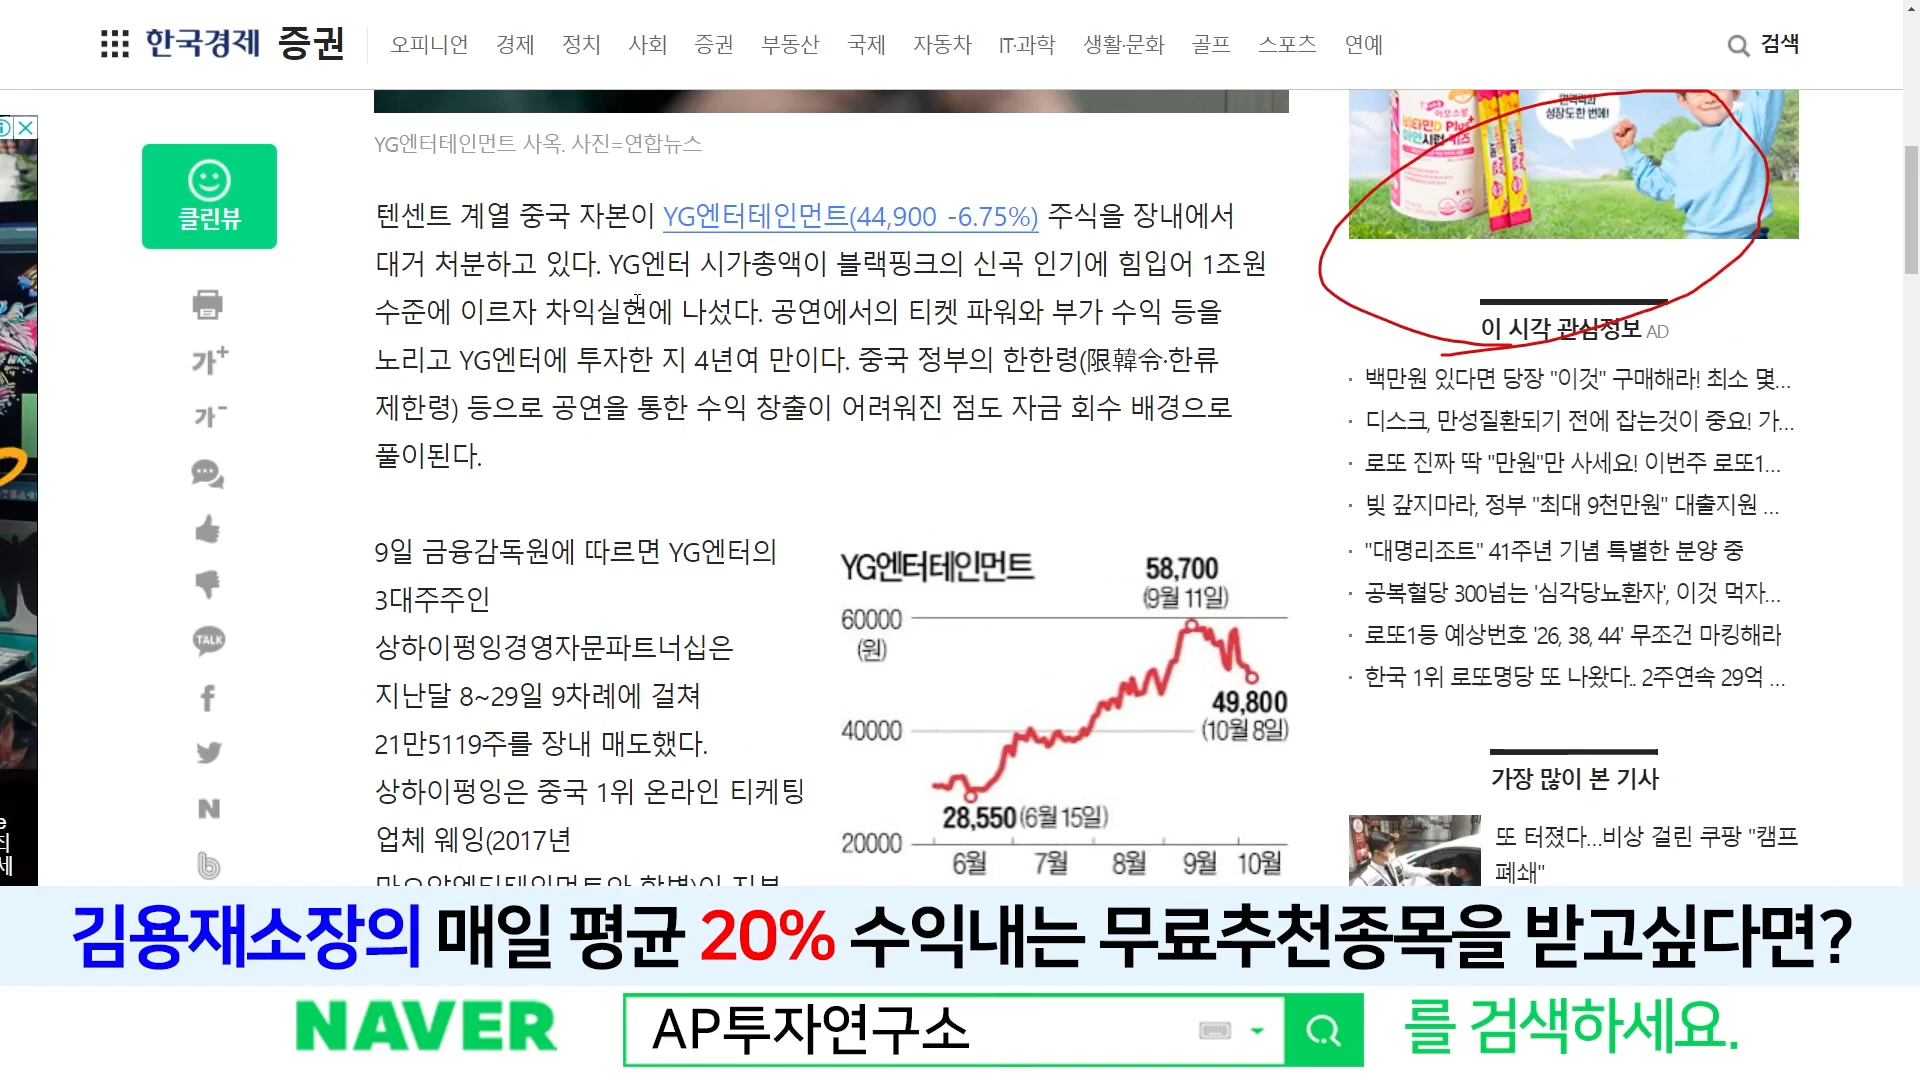 한국경제 증권 오피니언 경제 정치 사회 증권 부동산 국제 자동차 IT·과학 생활·문화 골프 스포츠 연예 검색
클린뷰
가+
가-
TALK
YG엔터테인먼트 사옥. 사진=연합뉴스
텐센트 계열 중국 자본이 YG엔터테인먼트(44,900 -6.75%) 주식을 장내에서
대거 처분하고 있다. YG엔터 시가총액이 블랙핑크의 신곡 인기에 힘입어 1조원
수준에 이르자 차익실현에 나섰다. 공연에서의 티켓 파워와 부가 수익 등을
노리고 YG엔터에 투자한 지 4년여 만이다. 중국 정부의 한한령(限韓令·한류
제한령) 등으로 공연을 통한 수익 창출이 어려워진 점도 자금 회수 배경으로
풀이된다.
9일 금융감독원에 따르면 YG엔터의
3대주주인
상하이펑잉경영자문파트너십은
지난달 8~29일 9차례에 걸쳐
21만5119주를 장내 매도했다.
상하이펑잉은 중국 1위 온라인 티케팅
업체 웨잉(2017년
YG엔터테인먼트
58,700
(9월 11일)
60000
(원)
49,800
(10월 8일)
40000
28,550 (6월 15일)
20000
6월 7월 8월 9월 10월
성장도 한 번에!
비타민D Plus+
아연시럽 키즈
이 시각 관심정보 AD
· 백만원 있다면 당장 "이것" 구매해라! 최소 몇...
· 디스크, 만성질환되기 전에 잡는것이 중요! 가...
· 로또 진짜 딱 "만원"만 사세요! 이번주 로또1...
· 빚 갚지마라, 정부 "최대 9천만원" 대출지원 ...
· "대명리조트" 41주년 기념 특별한 분양 중
· 공복혈당 300넘는 '심각당뇨환자', 이것 먹자...
· 로또1등 예상번호 '26, 38, 44' 무조건 마킹해라
· 한국 1위 로또명당 또 나왔다.. 2주연속 29억 ...
가장 많이 본 기사
또 터졌다...비상 걸린 쿠팡 "캠프
폐쇄"
김용재소장의 매일 평균 20% 수익내는 무료추천종목을 받고싶다면?
NAVER AP투자연구소 를 검색하세요.